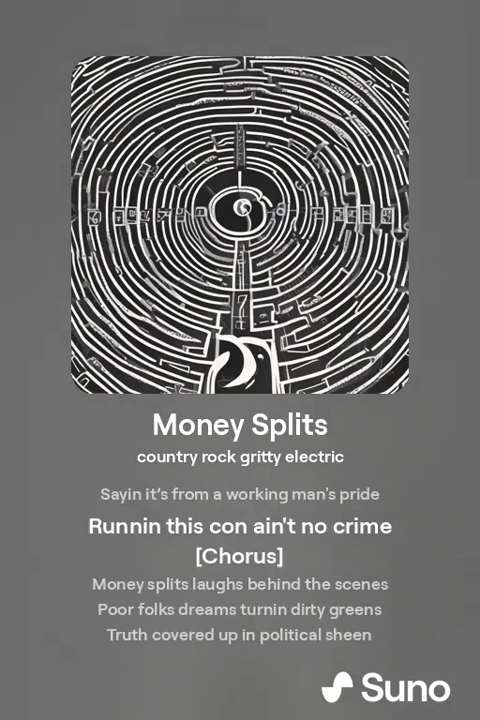 Money Splits
country rock gritty electric
Sayin it's from a working man's pride
Runnin this con ain't no crime
[Chorus]
Money splits laughs behind the scenes
Poor folks dreams turnin dirty greens
Truth covered up in political sheen
Suno